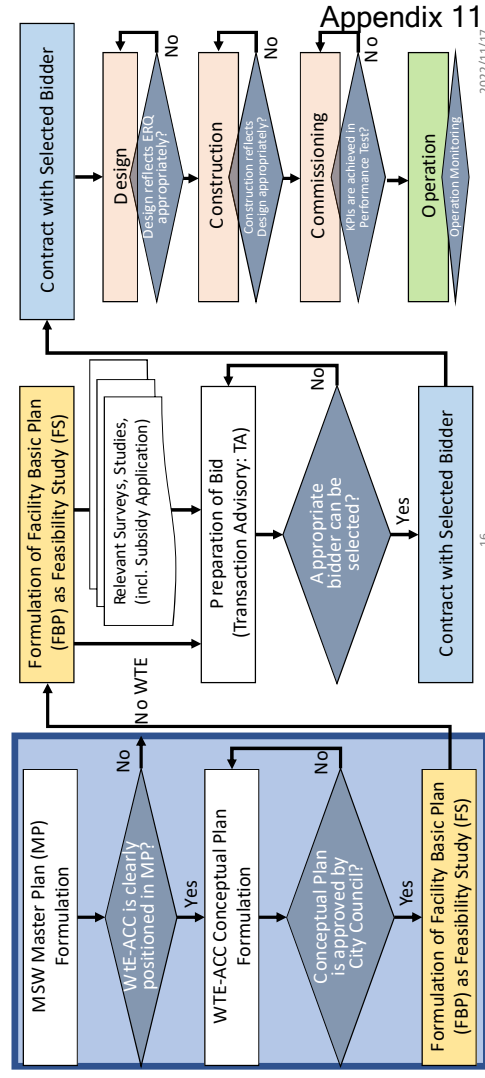 Appendix 11
MSW Master Plan (MP)
Formulation
WtE-ACC is clearly
positioned in MP?
No
No WTE
Yes
WTE-ACC Conceptual Plan
Formulation
Conceptual Plan
is approved by
City Council?
No
Yes
Formulation of Facility Basic Plan
(FBP) as Feasibility Study (FS)
Formulation of Facility Basic Plan
(FBP) as Feasibility Study (FS)
Relevant Surveys, Studies,
(incl. Subsidy Application)
Preparation of Bid
(Transaction Advisory: TA)
Appropriate
bidder can be
selected?
No
Yes
Contract with Selected Bidder
Contract with Selected Bidder
Design
Design reflects ERQ
appropriately?
No
Construction
Construction reflects
Design appropriately?
No
Commissioning
KPIs are achieved in
Performance Test?
No
Operation
Operation Monitoring
16
2022/11/17